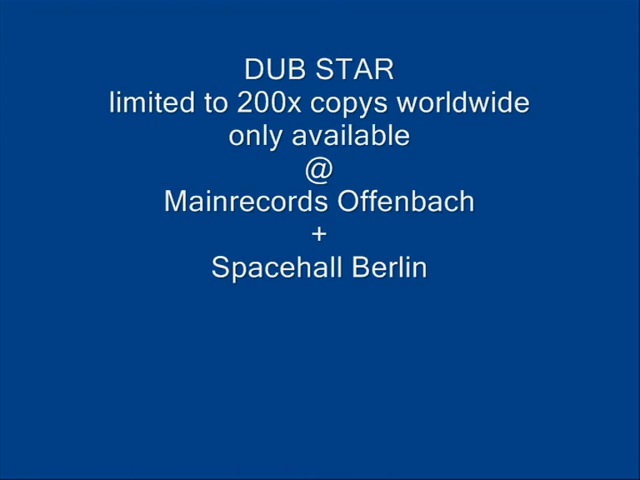 DUB STAR
limited to 200x copys worldwide
only available
@
Mainrecords Offenbach
+
Spacehall Berlin